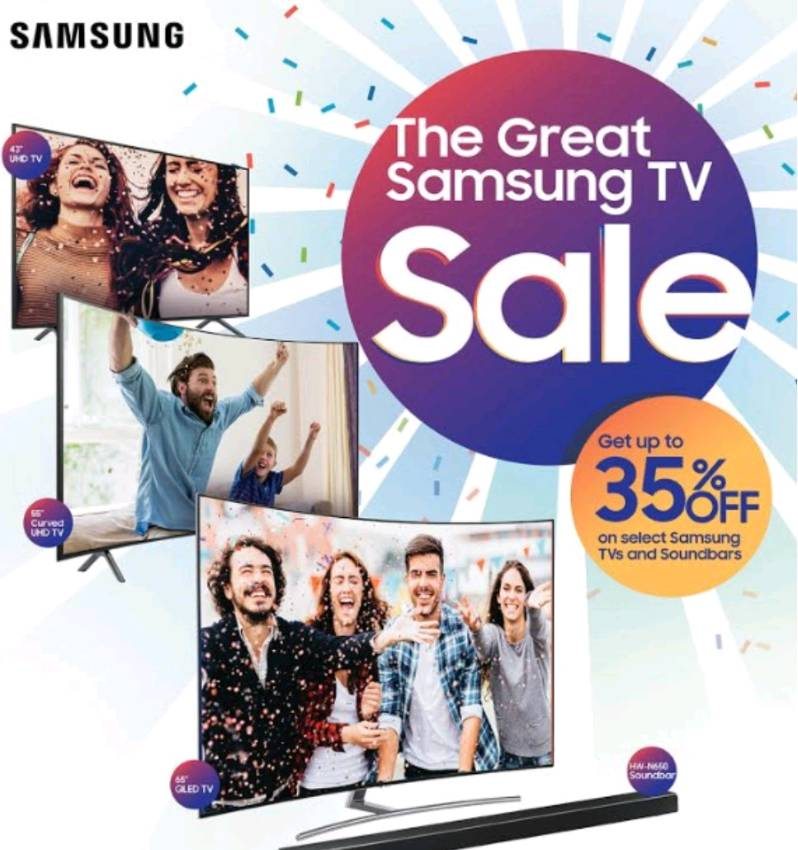 SAMSUNG
The Great
Samsung TV
Sale
43"
UHD TV
Get up to
35% OFF
on select Samsung
TVs and Soundbars
55"
Curved
UHD TV
65"
QLED TV
HW-N650
Soundbar